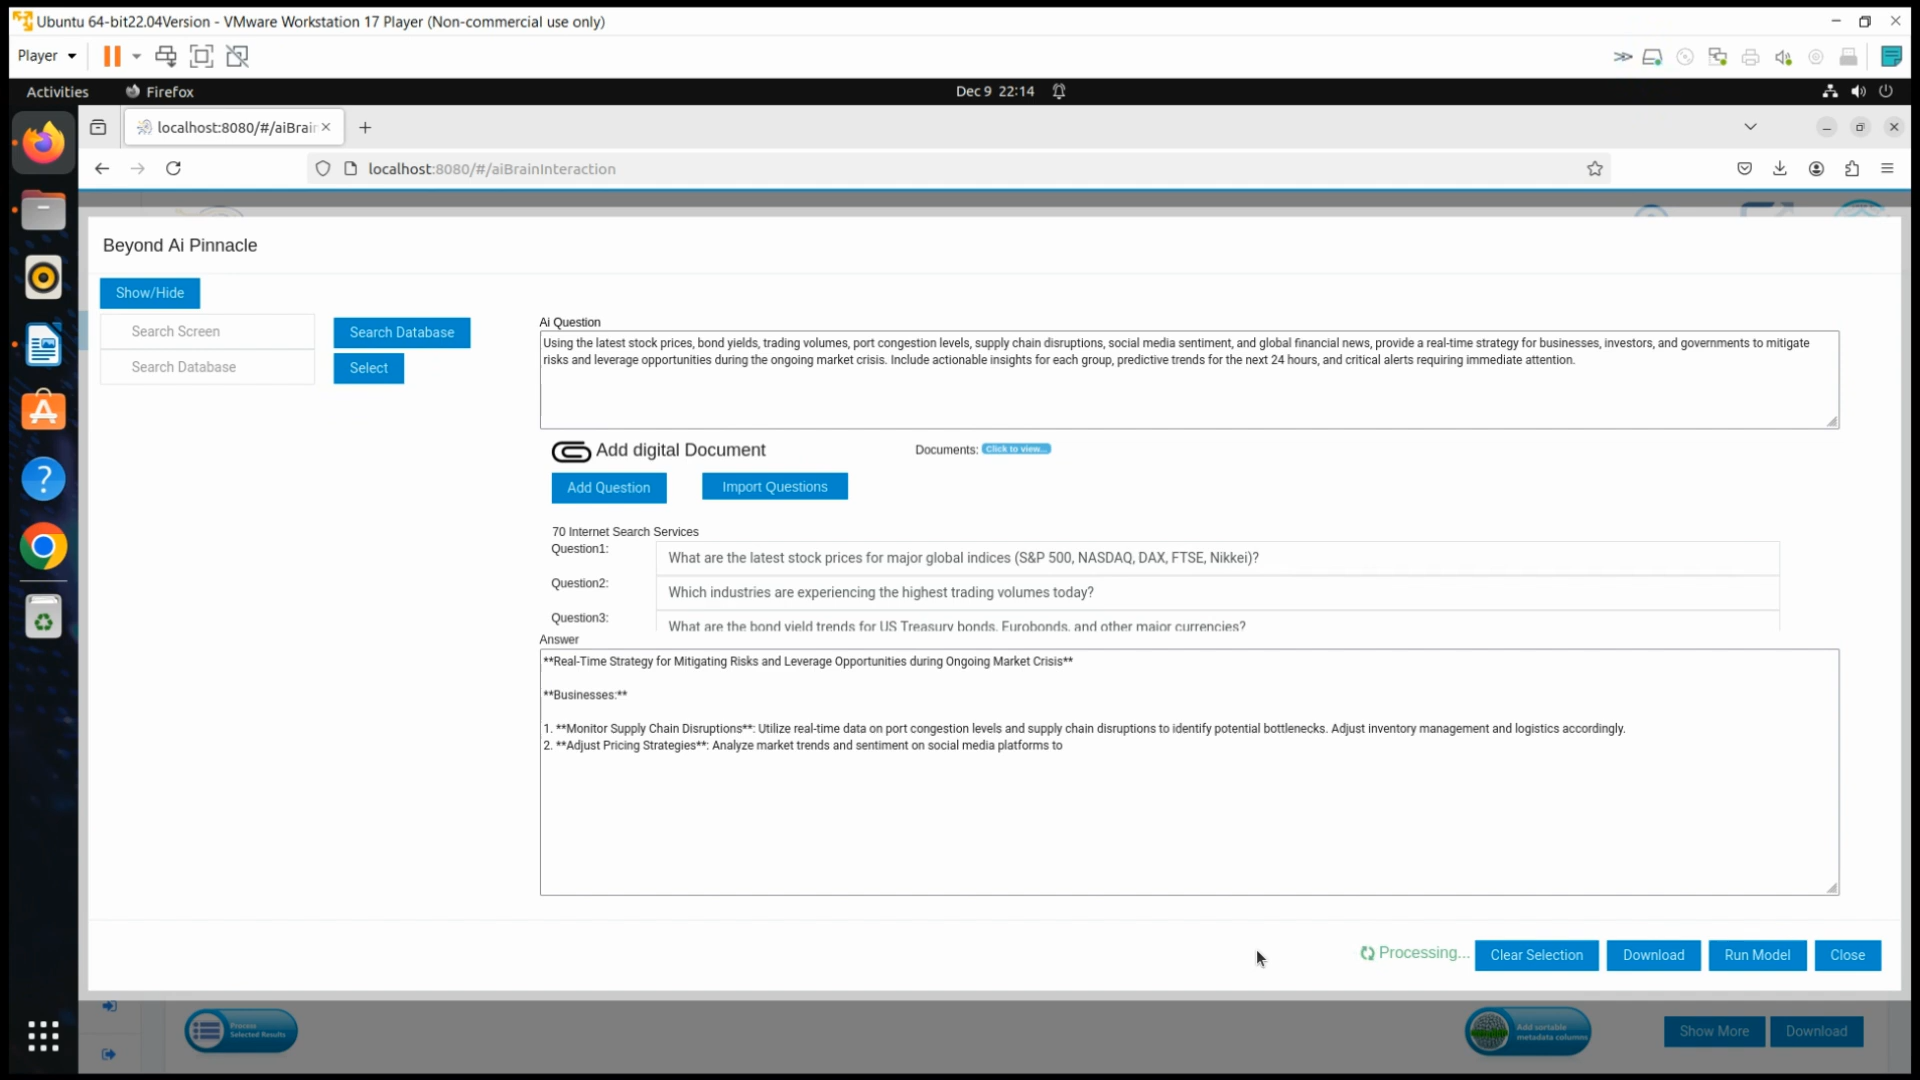 Ubuntu 64-bit22.04Version - VMware Workstation 17 Player (Non-commercial use only)
Player
Activities
Firefox
Dec 9 22:14
localhost:8080/#/aiBrain
localhost:8080/#/aiBrainInteraction
Beyond Ai Pinnacle
Show/Hide
Search Screen
Search Database
Search Database
Select
Ai Question
Using the latest stock prices, bond yields, trading volumes, port congestion levels, supply chain disruptions, social media sentiment, and global financial news, provide a real-time strategy for businesses, investors, and governments to mitigate
risks and leverage opportunities during the ongoing market crisis. Include actionable insights for each group, predictive trends for the next 24 hours, and critical alerts requiring immediate attention.
Add digital Document
Documents: Click to view...
Add Question
Import Questions
70 Internet Search Services
Question1:
What are the latest stock prices for major global indices (S&P 500, NASDAQ, DAX, FTSE, Nikkei)?
Question2:
Which industries are experiencing the highest trading volumes today?
Question3:
What are the bond yield trends for US Treasury bonds, Eurobonds, and other major currencies?
Answer
**Real-Time Strategy for Mitigating Risks and Leverage Opportunities during Ongoing Market Crisis**
**Businesses:**
1. **Monitor Supply Chain Disruptions**: Utilize real-time data on port congestion levels and supply chain disruptions to identify potential bottlenecks. Adjust inventory management and logistics accordingly.
2. **Adjust Pricing Strategies**: Analyze market trends and sentiment on social media platforms to
Processing...
Clear Selection
Download
Run Model
Close
Process
Selected Results
Add sortable
metadata columns
Show More
Download